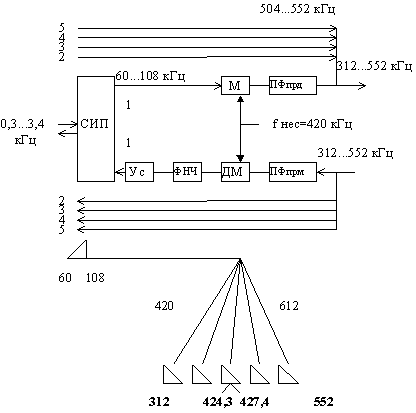 504...552 кГц
5
4
3
2
312...552 кГц
60...108 кГц
М
ПФпрд
0,3...3,4
кГц
СИП
1
f нес=420 кГц
1
312...552 кГц
Ус
ФНЧ
ДМ
ПФпрм
2
3
4
5
60 108
420 612
312 424,3 427,4 552